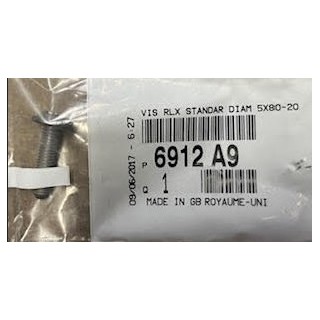 VIS RLX STANDAR DIAM 5X80-20
P 6912 A9
Q 1
MADE IN GB ROYAUME-UNI
09/06/2017 - 6:27